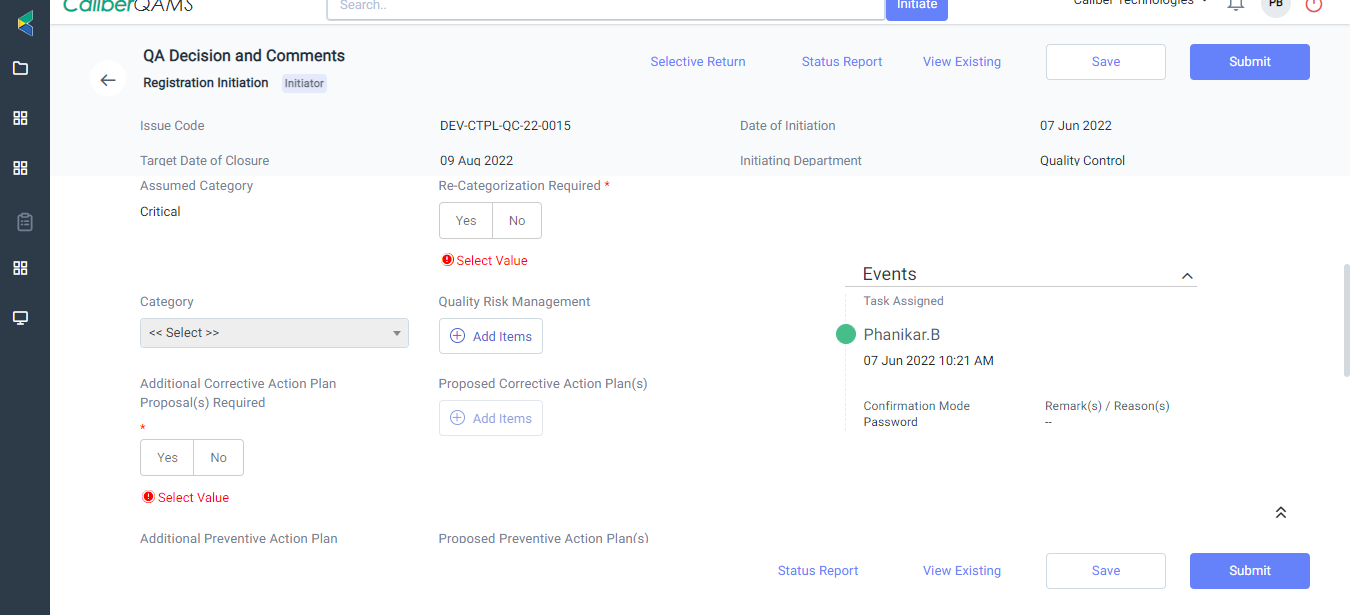 CaliberQAMS
Search..
Initiate
Caliber Technologies
PB
QA Decision and Comments
Registration Initiation Initiator
Selective Return
Status Report
View Existing
Save
Submit
Issue Code
DEV-CTPL-QC-22-0015
Date of Initiation
07 Jun 2022
Target Date of Closure
09 Aug 2022
Initiating Department
Quality Control
Assumed Category
Critical
Re-Categorization Required *
Yes No
Select Value
Category
<< Select >>
Quality Risk Management
Add Items
Additional Corrective Action Plan
Proposal(s) Required
*
Yes No
Select Value
Proposed Corrective Action Plan(s)
Add Items
Additional Preventive Action Plan
Proposed Preventive Action Plan(s)
Events
Task Assigned
Phanikar.B
07 Jun 2022 10:21 AM
Confirmation Mode
Password
Remark(s) / Reason(s)
--
Status Report
View Existing
Save
Submit